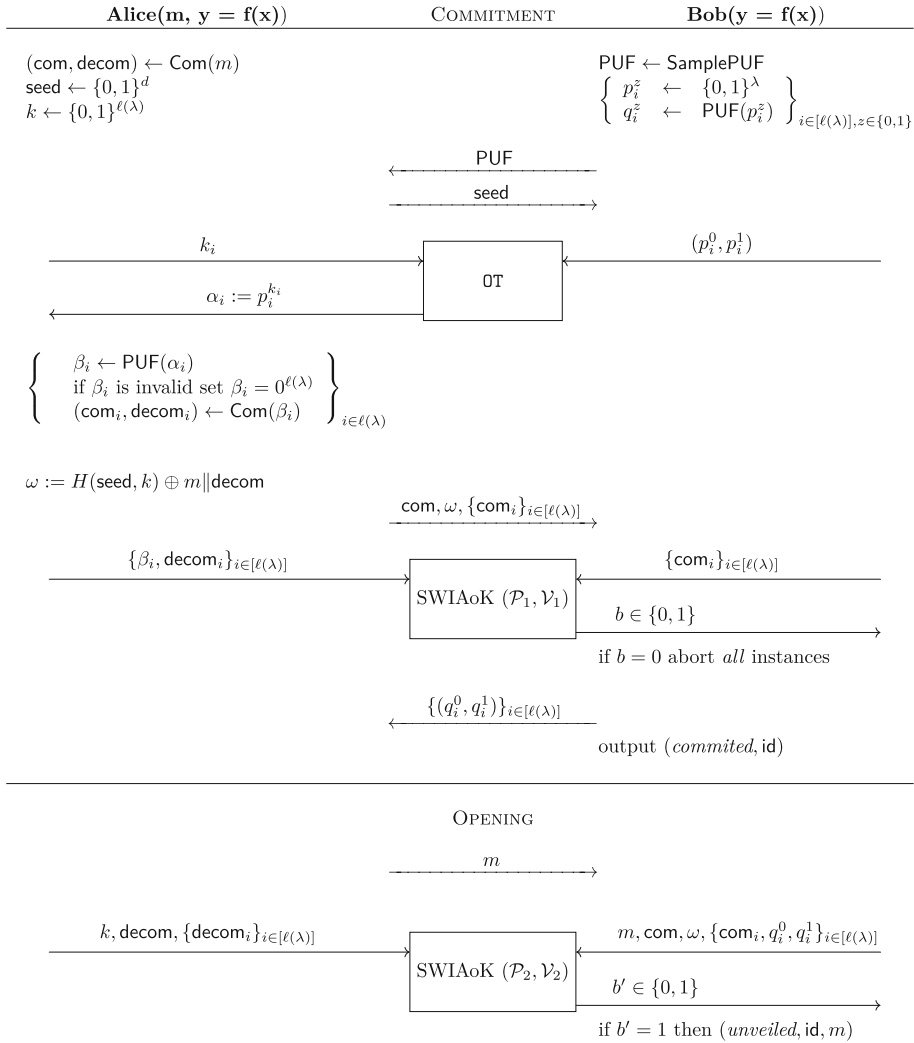 Alice(m, y = f(x)) COMMITMENT Bob(y = f(x))
(com, decom) ← Com(m) PUF ← SamplePUF
seed ← {0, 1}^d
k ← {0, 1}^{ℓ(λ)}
{ p_i^z ← {0, 1}^λ
q_i^z ← PUF(p_i^z) }_{i∈[ℓ(λ)],z∈{0,1}}
PUF
seed
k_i (p_i^0, p_i^1)
OT
α_i := p_i^{k_i}
{ β_i ← PUF(α_i)
if β_i is invalid set β_i = 0^{ℓ(λ)}
(com_i, decom_i) ← Com(β_i) }_{i∈ℓ(λ)}
ω := H(seed, k) ⊕ m∥decom
com, ω, {com_i}_{i∈[ℓ(λ)]}
{β_i, decom_i}_{i∈[ℓ(λ)]} {com_i}_{i∈[ℓ(λ)]}
SWIAoK (𝒫_1, 𝒱_1)
b ∈ {0, 1}
if b = 0 abort all instances
{(q_i^0, q_i^1)}_{i∈[ℓ(λ)]}
output (commited, id)
OPENING
m
k, decom, {decom_i}_{i∈[ℓ(λ)]} m, com, ω, {com_i, q_i^0, q_i^1}_{i∈[ℓ(λ)]}
SWIAoK (𝒫_2, 𝒱_2)
b′ ∈ {0, 1}
if b′ = 1 then (unveiled, id, m)